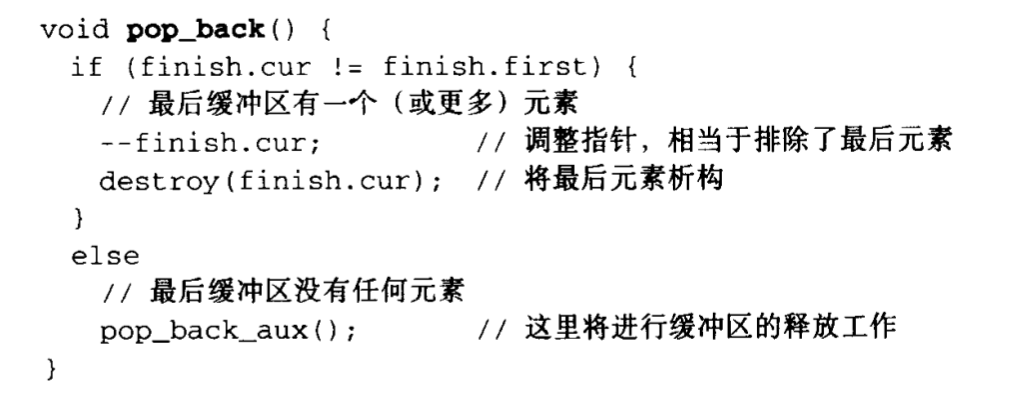 void pop_back() {
  if (finish.cur != finish.first) {
    // 最后缓冲区有一个（或更多）元素
    --finish.cur;          // 调整指针，相当于排除了最后元素
    destroy(finish.cur);  // 将最后元素析构
  }
  else
    // 最后缓冲区没有任何元素
    pop_back_aux();        // 这里将进行缓冲区的释放工作
}